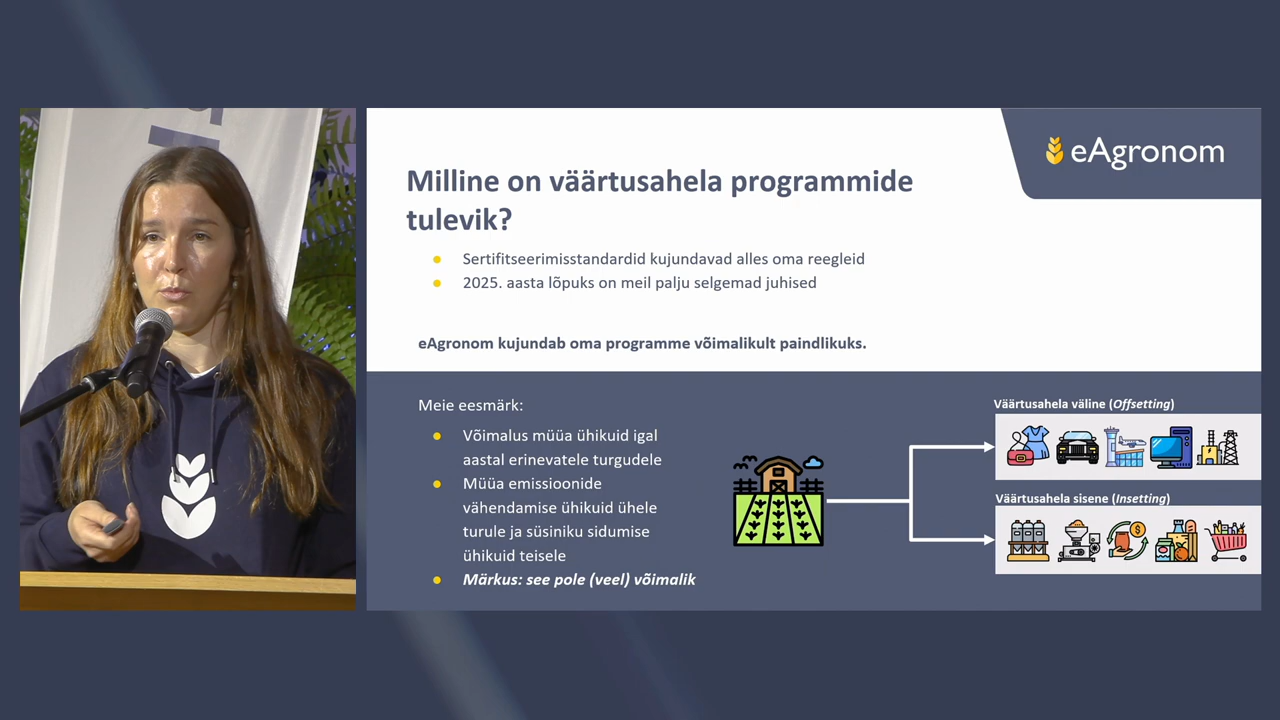 eAgronom
Milline on väärtusahela programmide
tulevik?
Sertifitseerimisstandardid kujundavad alles oma reegleid
2025. aasta lõpuks on meil palju selgemad juhised
eAgronom kujundab oma programme võimalikult paindlikuks.
Meie eesmärk:
Võimalus müüa ühikuid igal
aastal erinevatele turgudele
Müüa emissioonide
vähendamise ühikuid ühele
turule ja süsiniku sidumise
ühikuid teisele
Märkus: see pole (veel) võimalik
Väärtusahela väline (Offsetting)
Väärtusahela sisene (Insetting)